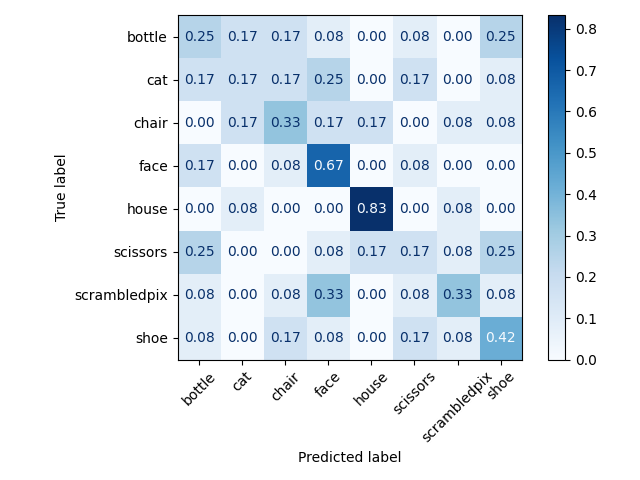 bottle 0.25 0.17 0.17 0.08 0.00 0.08 0.00 0.25
cat 0.17 0.17 0.17 0.25 0.00 0.17 0.00 0.08
chair 0.00 0.17 0.33 0.17 0.17 0.00 0.08 0.08
face 0.17 0.00 0.08 0.67 0.00 0.08 0.00 0.00
house 0.00 0.08 0.00 0.00 0.83 0.00 0.08 0.00
scissors 0.25 0.00 0.00 0.08 0.17 0.17 0.08 0.25
scrambledpix 0.08 0.00 0.08 0.33 0.00 0.08 0.33 0.08
shoe 0.08 0.00 0.17 0.08 0.00 0.17 0.08 0.42
True label
bottle cat chair face house scissors scrambledpix shoe
Predicted label
0.8
0.7
0.6
0.5
0.4
0.3
0.2
0.1
0.0